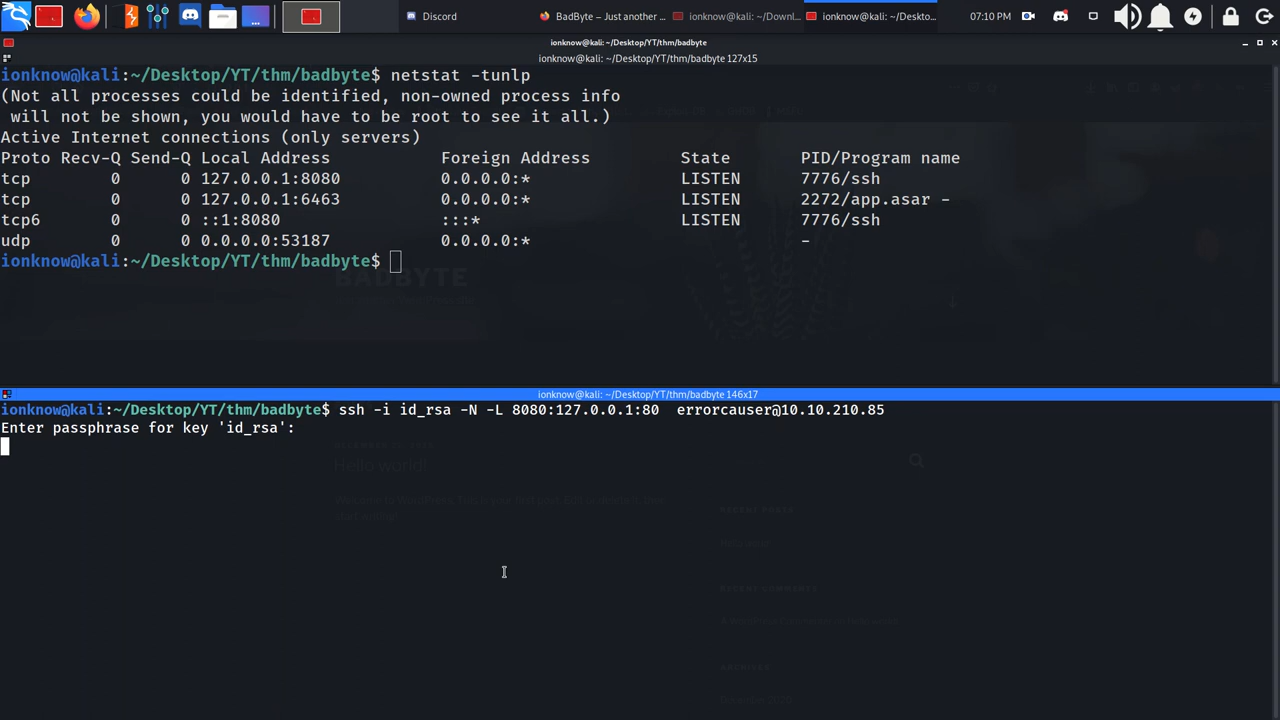 Discord
BadByte – Just another ...
ionknow@kali: ~/Downl...
ionknow@kali: ~/Deskto...
07:10 PM
ionknow@kali: ~/Desktop/YT/thm/badbyte
ionknow@kali: ~/Desktop/YT/thm/badbyte 127x15
ionknow@kali:~/Desktop/YT/thm/badbyte$ netstat -tunlp
(Not all processes could be identified, non-owned process info
will not be shown, you would have to be root to see it all.)
Active Internet connections (only servers)
Proto Recv-Q Send-Q Local Address Foreign Address State PID/Program name
tcp 0 0 127.0.0.1:8080 0.0.0.0:* LISTEN 7776/ssh
tcp 0 0 127.0.0.1:6463 0.0.0.0:* LISTEN 2272/app.asar -
tcp6 0 0 ::1:8080 :::* LISTEN 7776/ssh
udp 0 0 0.0.0.0:53187 0.0.0.0:* -
ionknow@kali:~/Desktop/YT/thm/badbyte$
BADBYTE
ionknow@kali: ~/Desktop/YT/thm/badbyte 146x17
ionknow@kali:~/Desktop/YT/thm/badbyte$ ssh -i id_rsa -N -L 8080:127.0.0.1:80 errorcauser@10.10.210.85
Enter passphrase for key 'id_rsa':
Hello world!
RECENT POSTS
RECENT COMMENTS
ARCHIVES